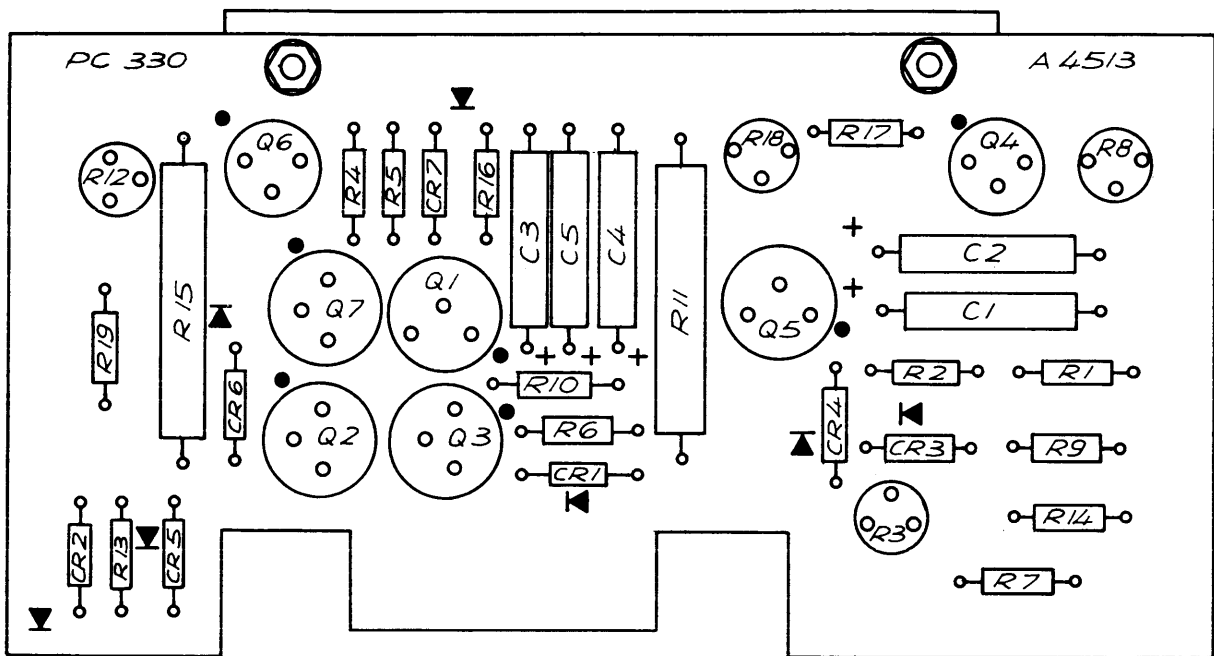 PC 330
A 4513
R12
R15
Q6
R4
R5
CR7
R16
C3
C5
C4
R11
R18
R17
Q4
R8
R19
CR6
Q7
Q1
Q5
+
+
C2
C1
+
+
+
R10
R2
R1
Q2
Q3
R6
CR1
CR4
CR3
R9
CR2
R13
CR5
R3
R14
R7